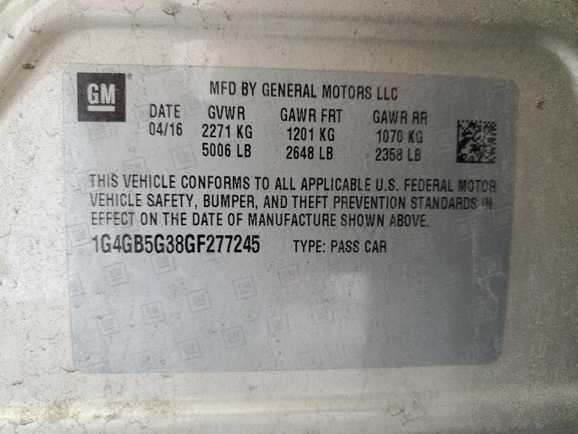 GM
MFD BY GENERAL MOTORS LLC
DATE GVWR GAWR FRT GAWR RR
04/16 2271 KG 1201 KG 1070 KG
5006 LB 2648 LB 2358 LB
THIS VEHICLE CONFORMS TO ALL APPLICABLE U.S. FEDERAL MOTOR
VEHICLE SAFETY, BUMPER, AND THEFT PREVENTION STANDARDS IN
EFFECT ON THE DATE OF MANUFACTURE SHOWN ABOVE.
1G4GB5G38GF277245 TYPE: PASS CAR